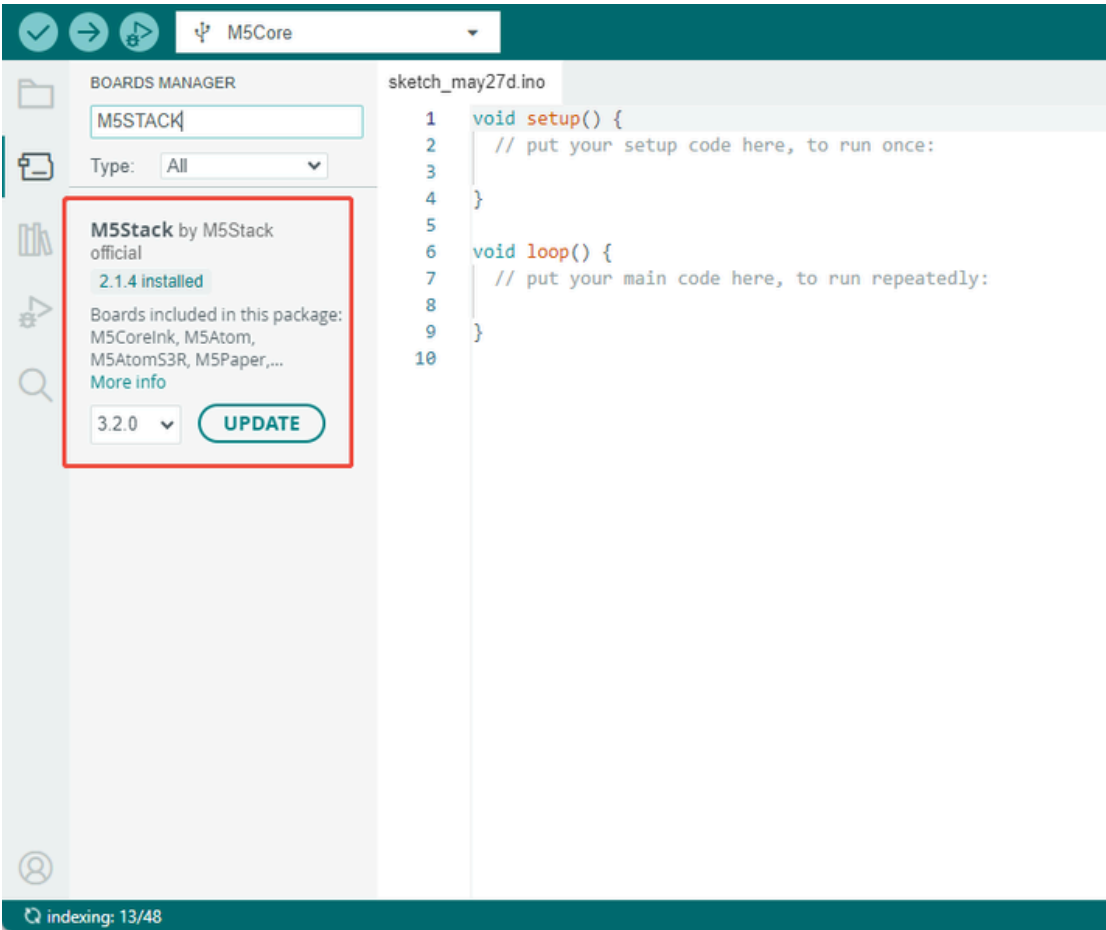 M5Core
BOARDS MANAGER
M5STACK
Type: All
M5Stack by M5Stack
official
2.1.4 installed
Boards included in this package:
M5CoreInk, M5Atom,
M5AtomS3R, M5Paper,...
More info
3.2.0 UPDATE
sketch_may27d.ino
1 void setup() {
2 // put your setup code here, to run once:
3
4 }
5
6 void loop() {
7 // put your main code here, to run repeatedly:
8
9 }
10
indexing: 13/48